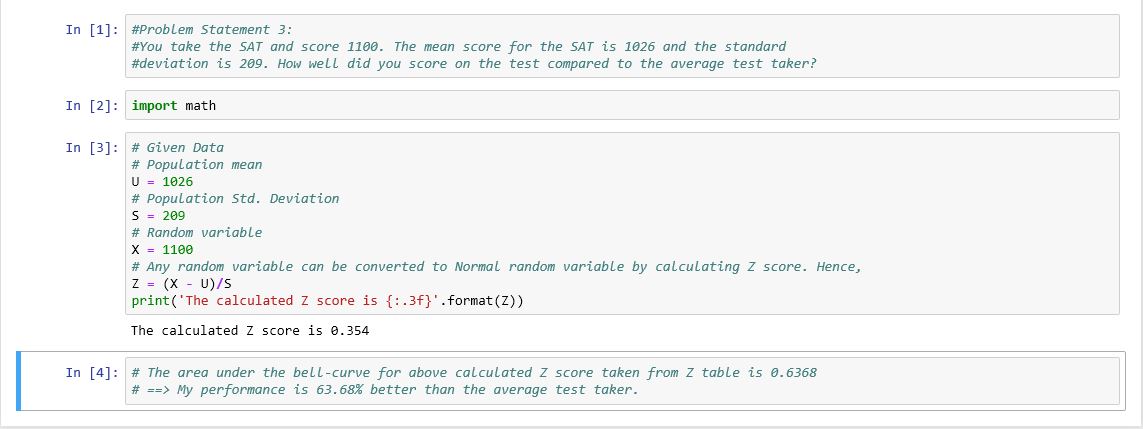 In [1]: #Problem Statement 3:
#You take the SAT and score 1100. The mean score for the SAT is 1026 and the standard
#deviation is 209. How well did you score on the test compared to the average test taker?
In [2]: import math
In [3]: # Given Data
# Population mean
U = 1026
# Population Std. Deviation
S = 209
# Random variable
X = 1100
# Any random variable can be converted to Normal random variable by calculating Z score. Hence,
Z = (X - U)/S
print('The calculated Z score is {:.3f}'.format(Z))
The calculated Z score is 0.354
In [4]: # The area under the bell-curve for above calculated Z score taken from Z table is 0.6368
# ==> My performance is 63.68% better than the average test taker.